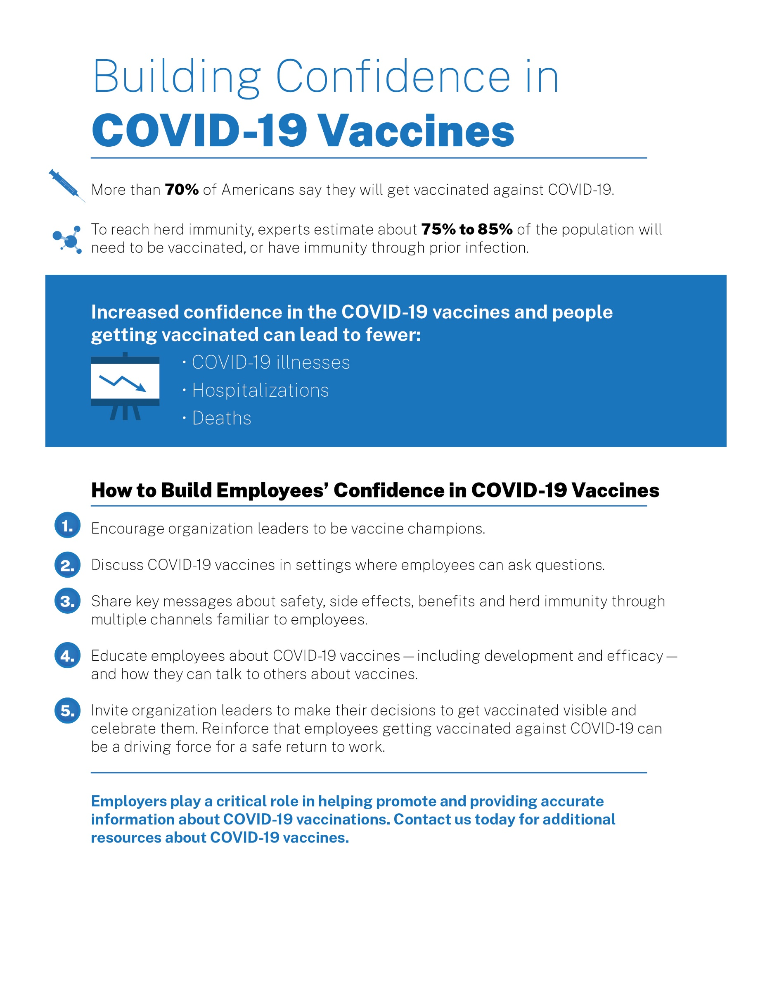 Building Confidence in
COVID-19 Vaccines
More than 70% of Americans say they will get vaccinated against COVID-19.
To reach herd immunity, experts estimate about 75% to 85% of the population will
need to be vaccinated, or have immunity through prior infection.
Increased confidence in the COVID-19 vaccines and people
getting vaccinated can lead to fewer:
• COVID-19 illnesses
• Hospitalizations
• Deaths
How to Build Employees’ Confidence in COVID-19 Vaccines
1. Encourage organization leaders to be vaccine champions.
2. Discuss COVID-19 vaccines in settings where employees can ask questions.
3. Share key messages about safety, side effects, benefits and herd immunity through
multiple channels familiar to employees.
4. Educate employees about COVID-19 vaccines — including development and efficacy —
and how they can talk to others about vaccines.
5. Invite organization leaders to make their decisions to get vaccinated visible and
celebrate them. Reinforce that employees getting vaccinated against COVID-19 can
be a driving force for a safe return to work.
Employers play a critical role in helping promote and providing accurate
information about COVID-19 vaccinations. Contact us today for additional
resources about COVID-19 vaccines.